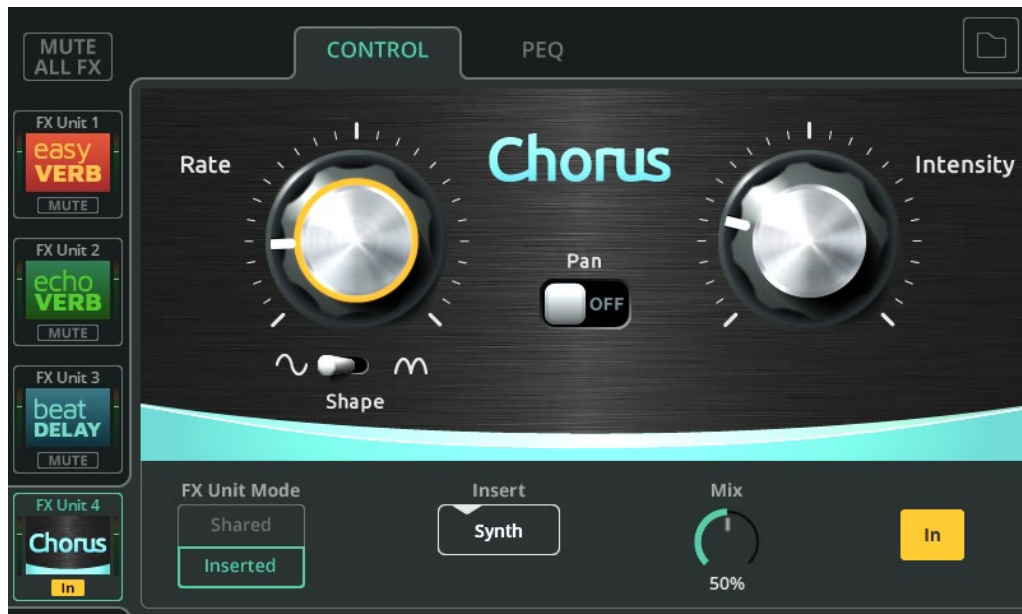 MUTE
ALL FX
CONTROL
PEQ
FX Unit 1
easy
VERB
MUTE
FX Unit 2
echo
VERB
MUTE
FX Unit 3
beat
DELAY
MUTE
FX Unit 4
Chorus
In
Rate
Chorus
Intensity
Pan
OFF
Shape
FX Unit Mode
Shared
Inserted
Insert
Synth
Mix
50%
In